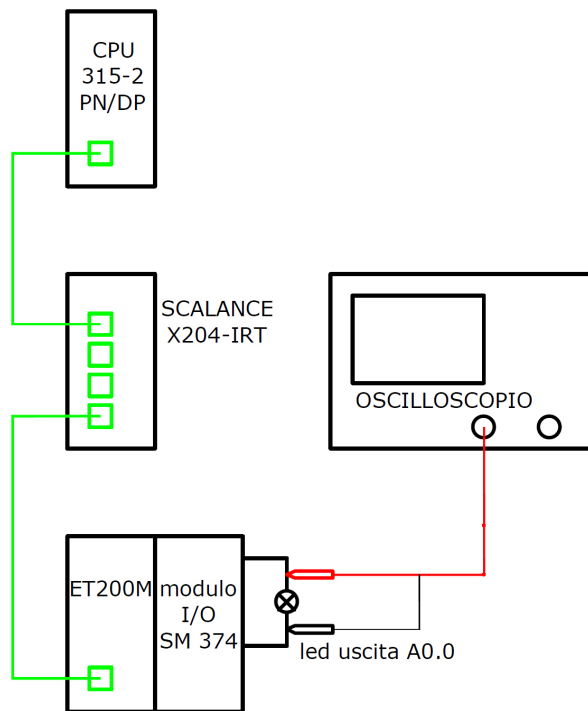 CPU
315-2
PN/DP
SCALANCE
X204-IRT
OSCILLOSCOPIO
ET200M
modulo
I/O
SM 374
led uscita A0.0